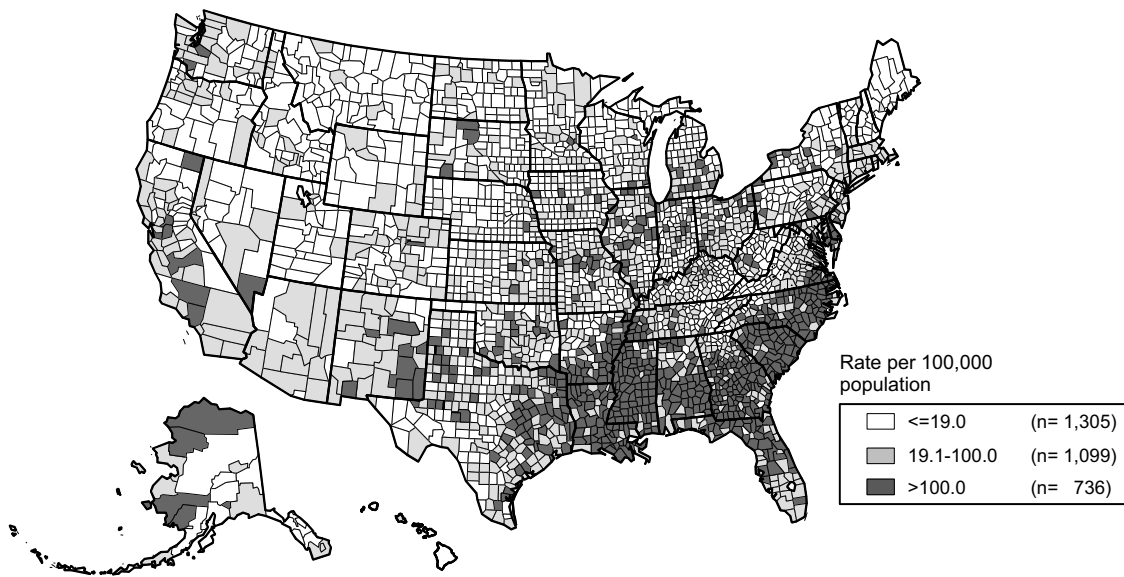 Rate per 100,000
population
<=19.0 (n= 1,305)
19.1-100.0 (n= 1,099)
>100.0 (n= 736)